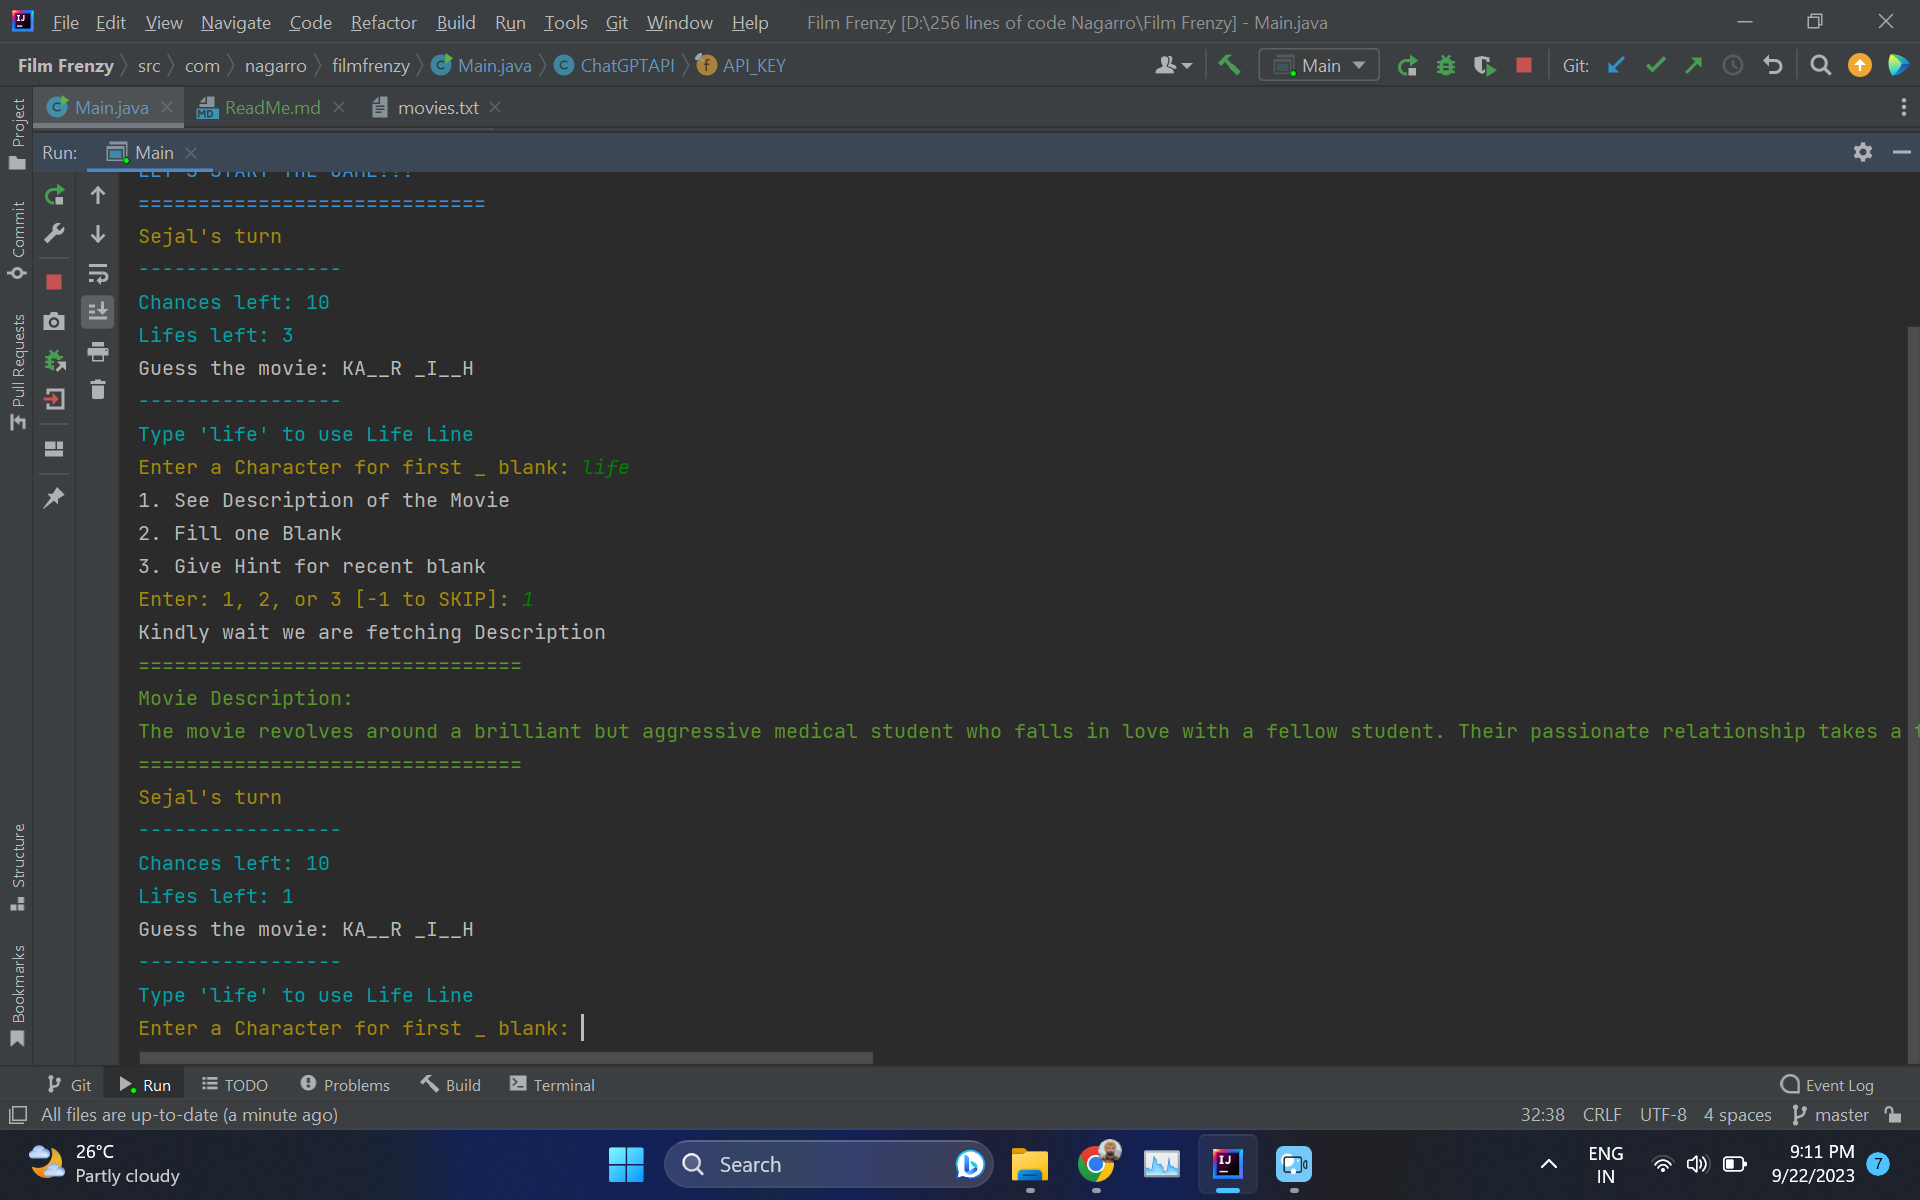 File Edit View Navigate Code Refactor Build Run Tools Git Window Help Film Frenzy [D:\256 lines of code Nagarro\Film Frenzy] - Main.java
Film Frenzy src com nagarro filmfrenzy Main.java ChatGPTAPI API_KEY Main Git:
Main.java ReadMe.md movies.txt
Run: Main
Project
Commit
Pull Requests
Structure
Bookmarks
LET'S START THE GAME!!!
=============================
Sejal's turn
-----------------
Chances left: 10
Lifes left: 3
Guess the movie: KA__R _I__H
-----------------
Type 'life' to use Life Line
Enter a Character for first _ blank: life
1. See Description of the Movie
2. Fill one Blank
3. Give Hint for recent blank
Enter: 1, 2, or 3 [-1 to SKIP]: 1
Kindly wait we are fetching Description
================================
Movie Description:
The movie revolves around a brilliant but aggressive medical student who falls in love with a fellow student. Their passionate relationship takes a
================================
Sejal's turn
-----------------
Chances left: 10
Lifes left: 1
Guess the movie: KA__R _I__H
-----------------
Type 'life' to use Life Line
Enter a Character for first _ blank:
Git Run TODO Problems Build Terminal Event Log
All files are up-to-date (a minute ago) 32:38 CRLF UTF-8 4 spaces master
26°C
Partly cloudy
Search
ENG
IN
9:11 PM
9/22/2023
7